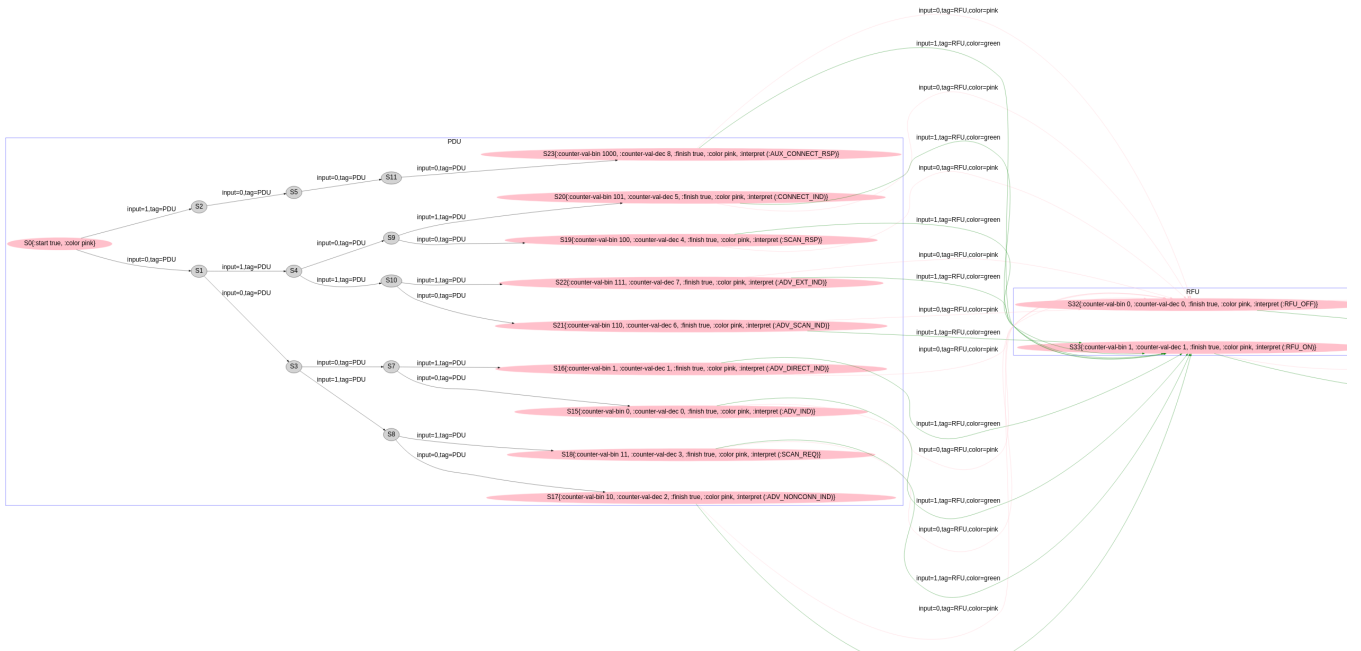 input=0,tag=RFU,color=pink
input=1,tag=RFU,color=green
input=0,tag=RFU,color=pink
input=1,tag=RFU,color=green
PDU
S23{:counter-val-bin 1000, :counter-val-dec 8, :finish true, :color pink, :interpret (:AUX_CONNECT_RSP)}
input=0,tag=PDU
input=0,tag=RFU,color=pink
input=0,tag=PDU
S11
input=0,tag=PDU
S5
S20{:counter-val-bin 101, :counter-val-dec 5, :finish true, :color pink, :interpret (:CONNECT_IND)}
input=1,tag=PDU
S2
input=1,tag=PDU
input=1,tag=RFU,color=green
S0{:start true, :color pink}
input=0,tag=PDU
S9
input=0,tag=PDU
S19{:counter-val-bin 100, :counter-val-dec 4, :finish true, :color pink, :interpret (:SCAN_RSP)}
input=0,tag=RFU,color=pink
input=0,tag=PDU
S1
input=1,tag=PDU
S4
input=1,tag=PDU
S10
input=1,tag=PDU
S22{:counter-val-bin 111, :counter-val-dec 7, :finish true, :color pink, :interpret (:ADV_EXT_IND)}
input=1,tag=RFU,color=green
input=0,tag=PDU
input=0,tag=PDU
RFU
S32{:counter-val-bin 0, :counter-val-dec 0, :finish true, :color pink, :interpret (:RFU_OFF)}
input=0,tag=RFU,color=pink
S21{:counter-val-bin 110, :counter-val-dec 6, :finish true, :color pink, :interpret (:ADV_SCAN_IND)}
input=1,tag=RFU,color=green
S33{:counter-val-bin 1, :counter-val-dec 1, :finish true, :color pink, :interpret (:RFU_ON)}
input=0,tag=RFU,color=pink
S3
input=0,tag=PDU
S7
input=1,tag=PDU
S16{:counter-val-bin 1, :counter-val-dec 1, :finish true, :color pink, :interpret (:ADV_DIRECT_IND)}
input=1,tag=PDU
input=0,tag=PDU
S15{:counter-val-bin 0, :counter-val-dec 0, :finish true, :color pink, :interpret (:ADV_IND)}
input=1,tag=RFU,color=green
S8
input=1,tag=PDU
input=0,tag=RFU,color=pink
input=0,tag=PDU
S18{:counter-val-bin 11, :counter-val-dec 3, :finish true, :color pink, :interpret (:SCAN_REQ)}
S17{:counter-val-bin 10, :counter-val-dec 2, :finish true, :color pink, :interpret (:ADV_NONCONN_IND)}
input=1,tag=RFU,color=green
input=0,tag=RFU,color=pink
input=1,tag=RFU,color=green
input=0,tag=RFU,color=pink